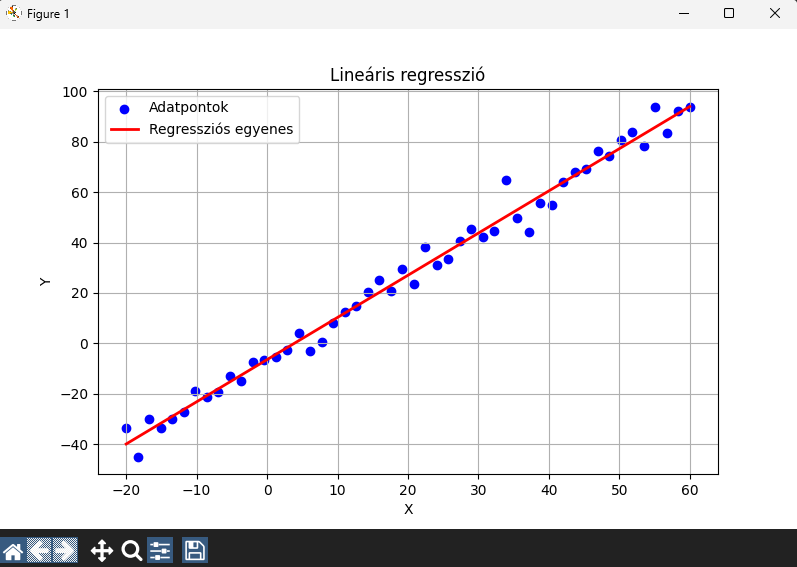 Figure 1
Lineáris regresszió
Adatpontok
Regressziós egyenes
100
80
60
40
20
0
−20
−40
Y
−20 −10 0 10 20 30 40 50 60
X